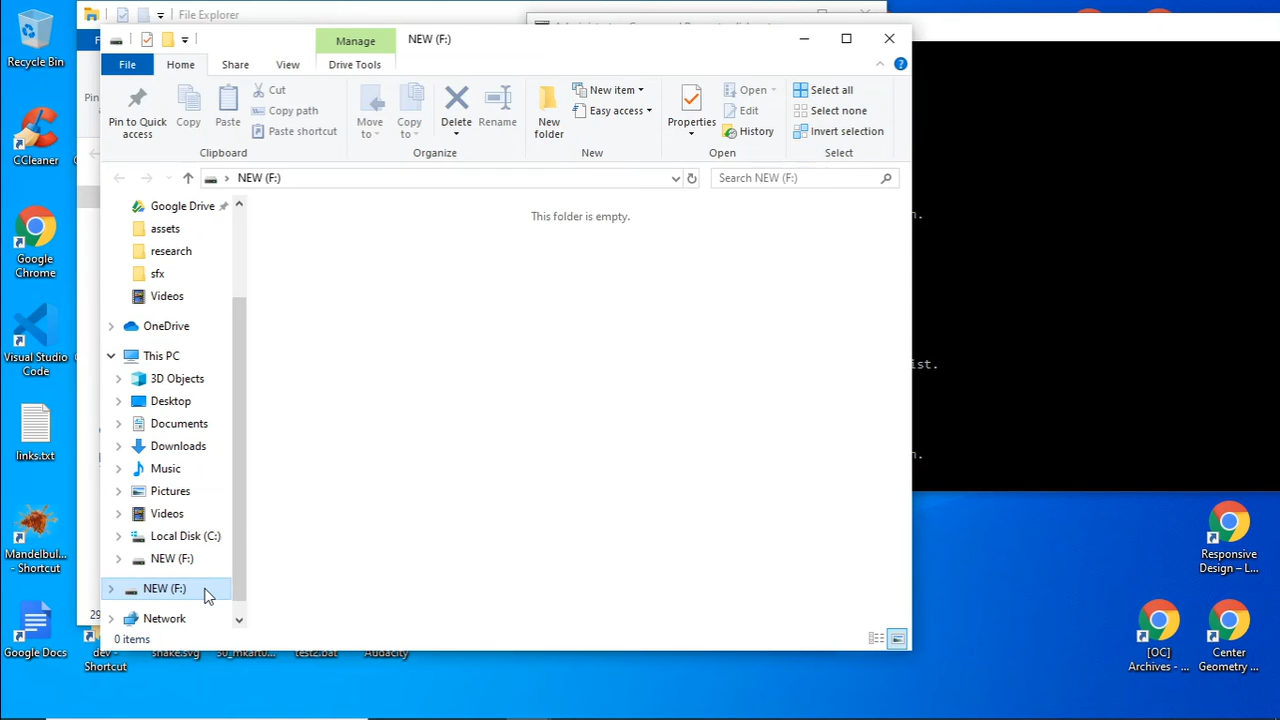 File Explorer
Manage
NEW (F:)
File
Home
Share
View
Drive Tools
Pin to Quick access
Copy
Paste
Cut
Copy path
Paste shortcut
Clipboard
Move to
Copy to
Delete
Rename
Organize
New folder
New item
Easy access
New
Properties
Open
Edit
History
Open
Select all
Select none
Invert selection
Select
NEW (F:)
Search NEW (F:)
This folder is empty.
Google Drive
assets
research
sfx
Videos
OneDrive
This PC
3D Objects
Desktop
Documents
Downloads
Music
Pictures
Videos
Local Disk (C:)
NEW (F:)
NEW (F:)
Network
0 items
Recycle Bin
CCleaner
Google Chrome
Visual Studio Code
links.txt
Mandelbul... - Shortcut
Google Docs
dev - Shortcut
snake.svg
test2.bat
Audacity
Pin
29
n.
ist.
n.
Responsive Design – L...
[OC] Archives - ...
Center Geometry ...